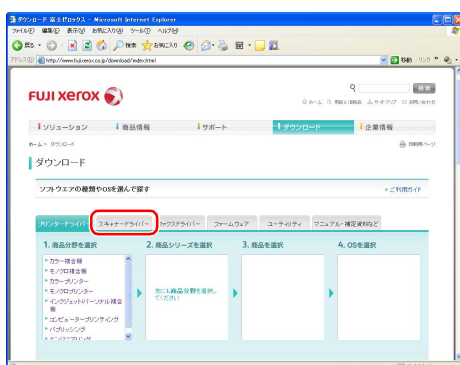 ダウンロード 富士ゼロックス - Microsoft Internet Explorer
ファイル(F) 編集(E) 表示(V) お気に入り(A) ツール(T) ヘルプ(H)
戻る 検索 お気に入り
アドレス(D) http://www.fujixerox.co.jp/download/index.html 移動 リンク
FUJI XEROX
検索
ホーム サイトマップ お問い合わせ
ソリューション 商品情報 サポート ダウンロード 企業情報
ホーム > ダウンロード 印刷用ページ
ダウンロード
ソフトウエアの種類やOSを選んで探す ご利用ガイド
プリンタードライバー スキャナードライバー ファクスドライバー ファームウェア ユーティリティ マニュアル・補足資料など
1. 商品分野を選択 2. 商品シリーズを選択 3. 商品を選択 4. OSを選択
カラー複合機
モノクロ複合機
カラープリンター
モノクロプリンター
インクジェット/パーソナル複合機
コンピュータープリンティング
パブリッシング
エンジニアリング
先に1.商品分野を選択してください